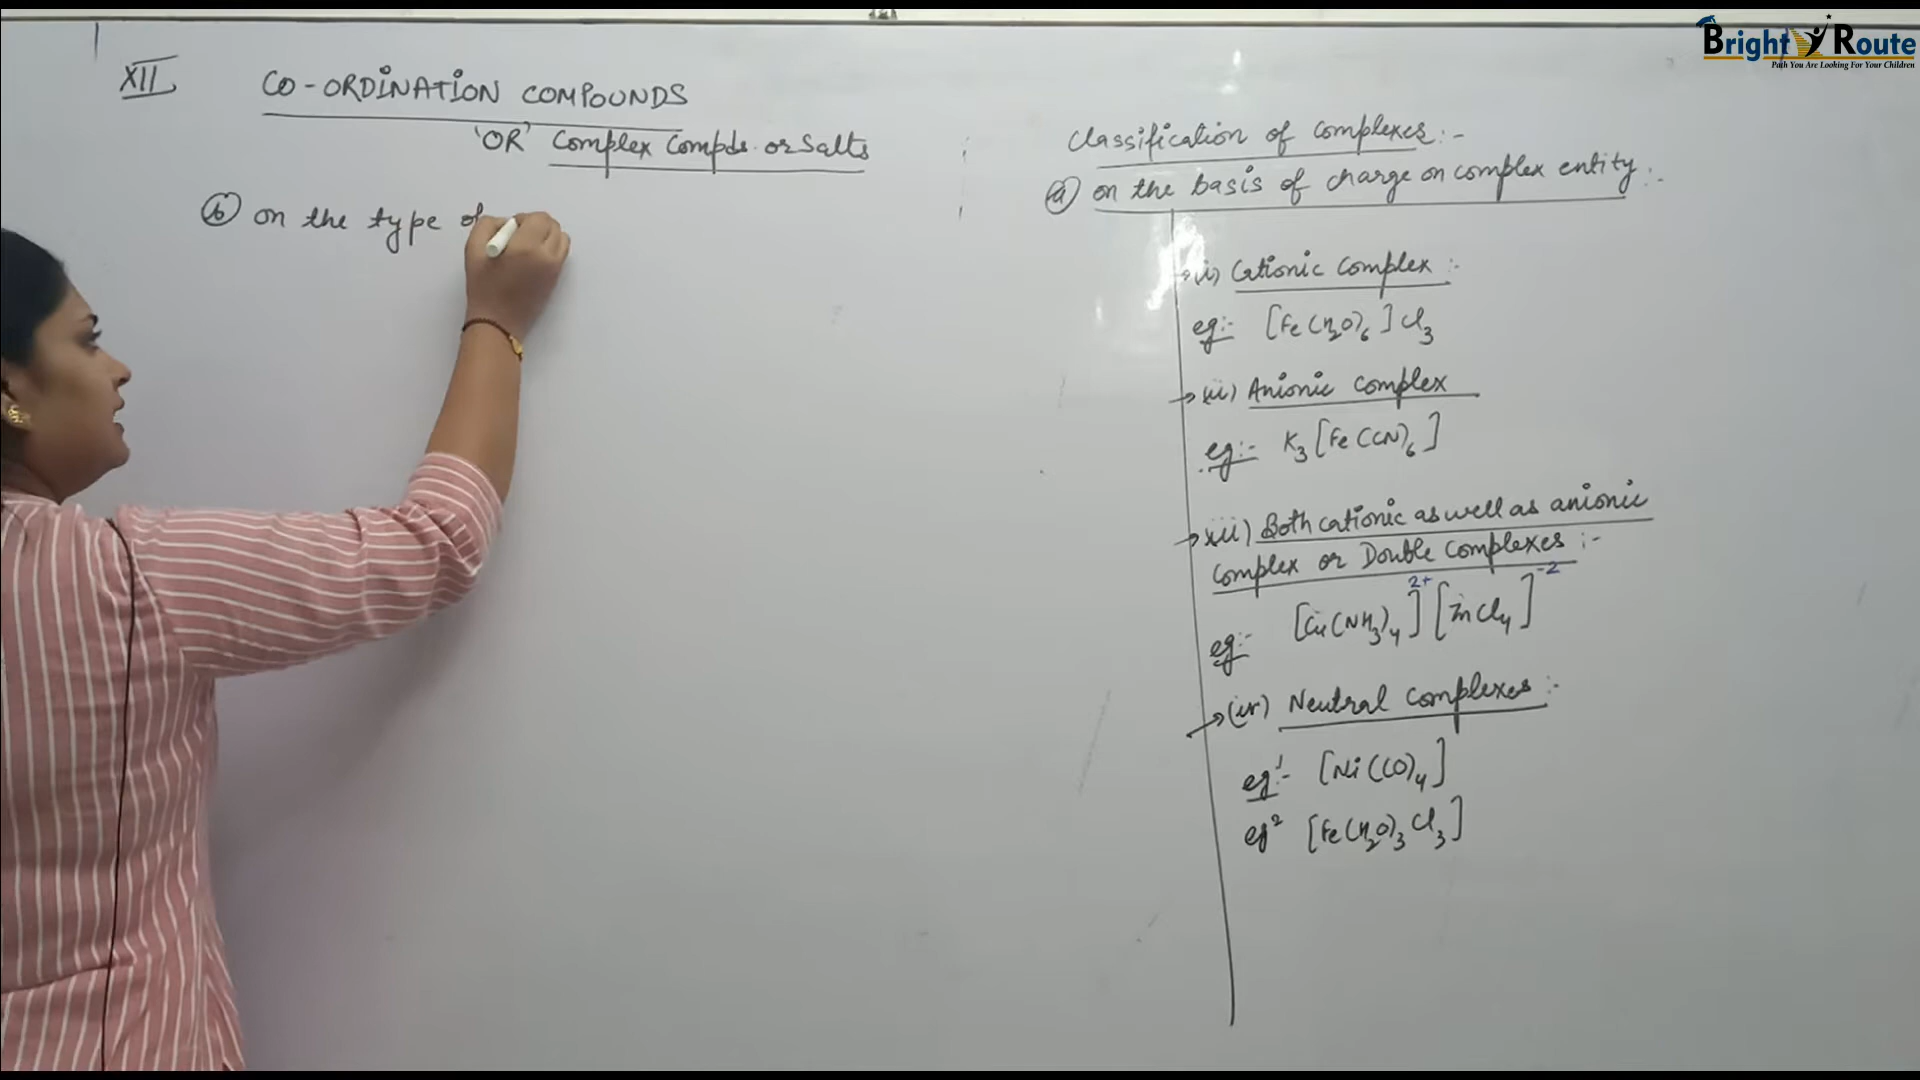 Bright Route
Path You Are Looking For Your Children
XII
CO-ORDINATION COMPOUNDS
'OR' Complex Compds. or Salts
(b) on the type of
Classification of complexes:-
(a) on the basis of charge on complex entity:-
→(i) Cationic Complex:-
eg:- [Fe(H₂O)₆]Cl₃
→(ii) Anionic Complex
eg:- K₃[Fe(CN)₆]
→iii) Both cationic as well as anionic
complex or Double Complexes:-
eg:- [Cu(NH₃)₄]²⁺[ZnCl₄]⁻²
→(iv) Neutral Complexes:-
eg¹:- [Ni(CO)₄]
eg² [Fe(H₂O)₃Cl₃]